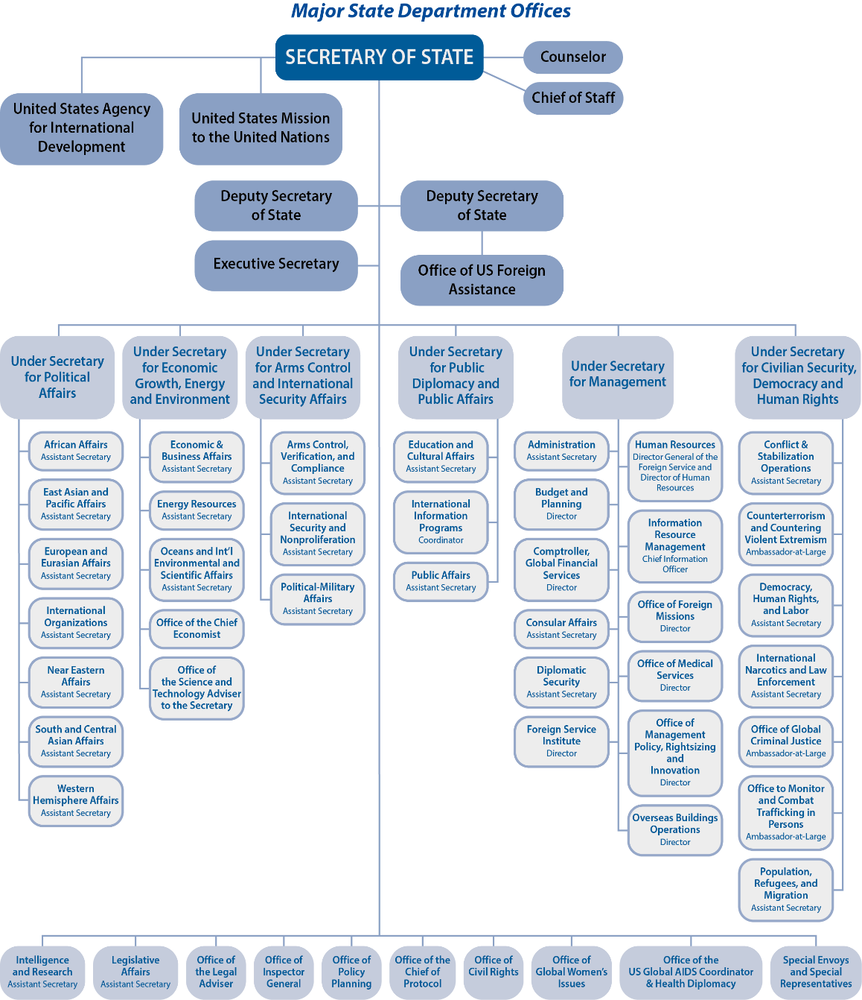 Major State Department Offices
SECRETARY OF STATE
Counselor
Chief of Staff
United States Agency
for International
Development
United States Mission
to the United Nations
Deputy Secretary
of State
Deputy Secretary
of State
Executive Secretary
Office of US Foreign
Assistance
Under Secretary
for Political
Affairs
African Affairs
Assistant Secretary
East Asian and
Pacific Affairs
Assistant Secretary
European and
Eurasian Affairs
Assistant Secretary
International
Organizations
Assistant Secretary
Near Eastern
Affairs
Assistant Secretary
South and Central
Asian Affairs
Assistant Secretary
Western
Hemisphere Affairs
Assistant Secretary
Under Secretary
for Economic
Growth, Energy
and Environment
Economic &
Business Affairs
Assistant Secretary
Energy Resources
Assistant Secretary
Oceans and Int'l
Environmental and
Scientific Affairs
Assistant Secretary
Office of the Chief
Economist
Office of
the Science and
Technology Adviser
to the Secretary
Under Secretary
for Arms Control
and International
Security Affairs
Arms Control,
Verification, and
Compliance
Assistant Secretary
International
Security and
Nonproliferation
Assistant Secretary
Political-Military
Affairs
Assistant Secretary
Under Secretary
for Public
Diplomacy and
Public Affairs
Education and
Cultural Affairs
Assistant Secretary
International
Information
Programs
Coordinator
Public Affairs
Assistant Secretary
Under Secretary
for Management
Administration
Assistant Secretary
Budget and
Planning
Director
Comptroller,
Global Financial
Services
Director
Consular Affairs
Assistant Secretary
Diplomatic
Security
Assistant Secretary
Foreign Service
Institute
Director
Human Resources
Director General of the
Foreign Service and
Director of Human
Resources
Information
Resource
Management
Chief Information
Officer
Office of Foreign
Missions
Director
Office of Medical
Services
Director
Office of
Management
Policy, Rightsizing
and
Innovation
Director
Overseas Buildings
Operations
Director
Under Secretary
for Civilian Security,
Democracy and
Human Rights
Conflict &
Stabilization
Operations
Assistant Secretary
Counterterrorism
and Countering
Violent Extremism
Ambassador-at-Large
Democracy,
Human Rights,
and Labor
Assistant Secretary
International
Narcotics and Law
Enforcement
Assistant Secretary
Office of Global
Criminal Justice
Ambassador-at-Large
Office to Monitor
and Combat
Trafficking in
Persons
Ambassador-at-Large
Population,
Refugees, and
Migration
Assistant Secretary
Intelligence
and Research
Assistant Secretary
Legislative
Affairs
Assistant Secretary
Office of
the Legal
Adviser
Office of
Inspector
General
Office of
Policy
Planning
Office of the
Chief of
Protocol
Office of
Civil Rights
Office of
Global Women's
Issues
Office of the
US Global AIDS Coordinator
& Health Diplomacy
Special Envoys
and Special
Representatives